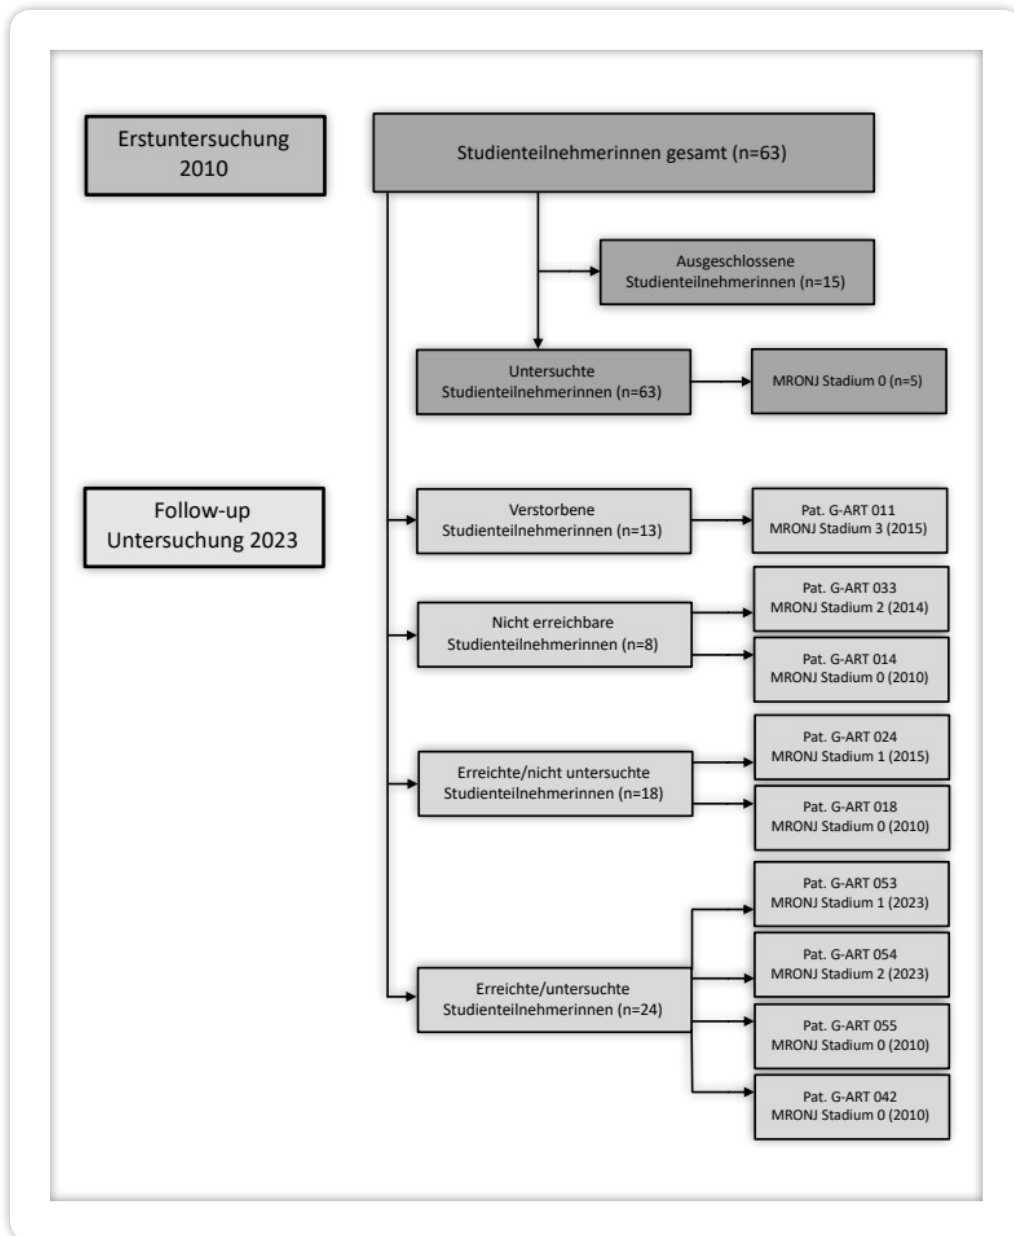 Erstuntersuchung
2010
Studienteilnehmerinnen gesamt (n=63)
Ausgeschlossene
Studienteilnehmerinnen (n=15)
Untersuchte
Studienteilnehmerinnen (n=63)
MRONJ Stadium 0 (n=5)
Follow-up
Untersuchung 2023
Verstorbene
Studienteilnehmerinnen (n=13)
Pat. G-ART 011
MRONJ Stadium 3 (2015)
Nicht erreichbare
Studienteilnehmerinnen (n=8)
Pat. G-ART 033
MRONJ Stadium 2 (2014)
Pat. G-ART 014
MRONJ Stadium 0 (2010)
Erreichte/nicht untersuchte
Studienteilnehmerinnen (n=18)
Pat. G-ART 024
MRONJ Stadium 1 (2015)
Pat. G-ART 018
MRONJ Stadium 0 (2010)
Erreichte/untersuchte
Studienteilnehmerinnen (n=24)
Pat. G-ART 053
MRONJ Stadium 1 (2023)
Pat. G-ART 054
MRONJ Stadium 2 (2023)
Pat. G-ART 055
MRONJ Stadium 0 (2010)
Pat. G-ART 042
MRONJ Stadium 0 (2010)